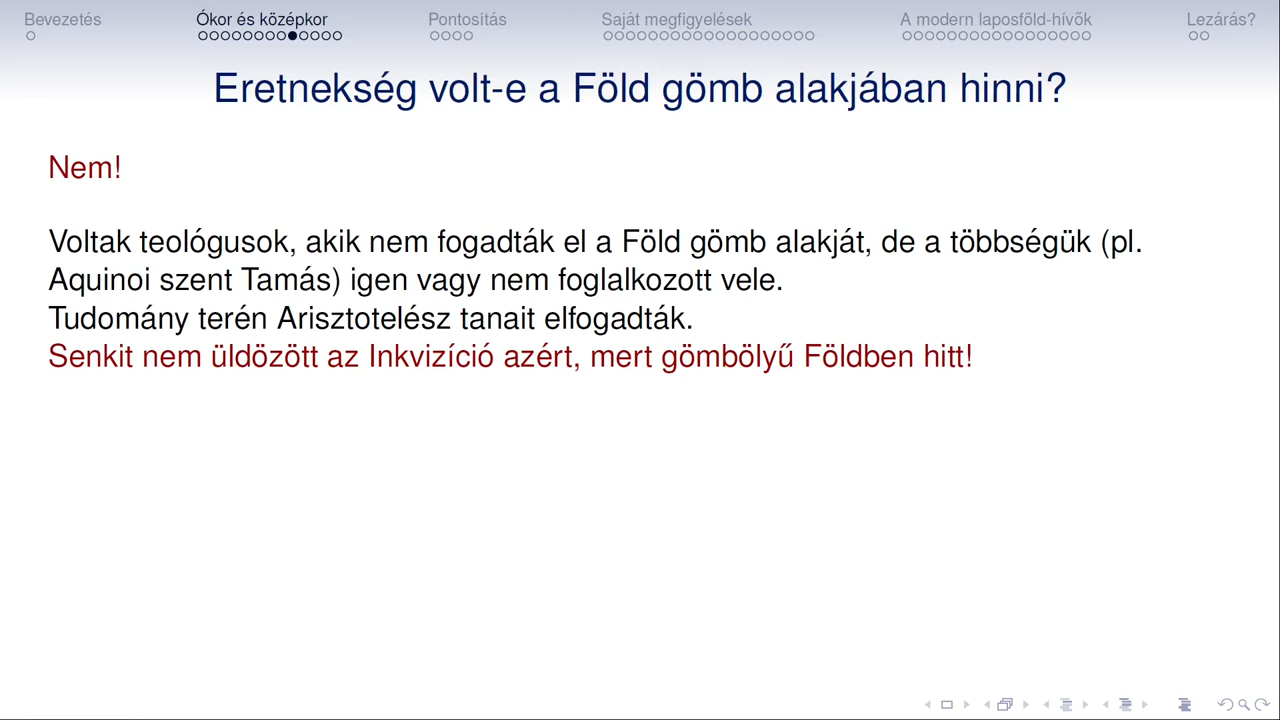 Bevezetés Ókor és középkor Pontosítás Saját megfigyelések A modern laposföld-hívők Lezárás?
Eretnekség volt-e a Föld gömb alakjában hinni?
Nem!
Voltak teológusok, akik nem fogadták el a Föld gömb alakját, de a többségük (pl.
Aquinoi szent Tamás) igen vagy nem foglalkozott vele.
Tudomány terén Arisztotelész tanait elfogadták.
Senkit nem üldözött az Inkvizíció azért, mert gömbölyű Földben hitt!